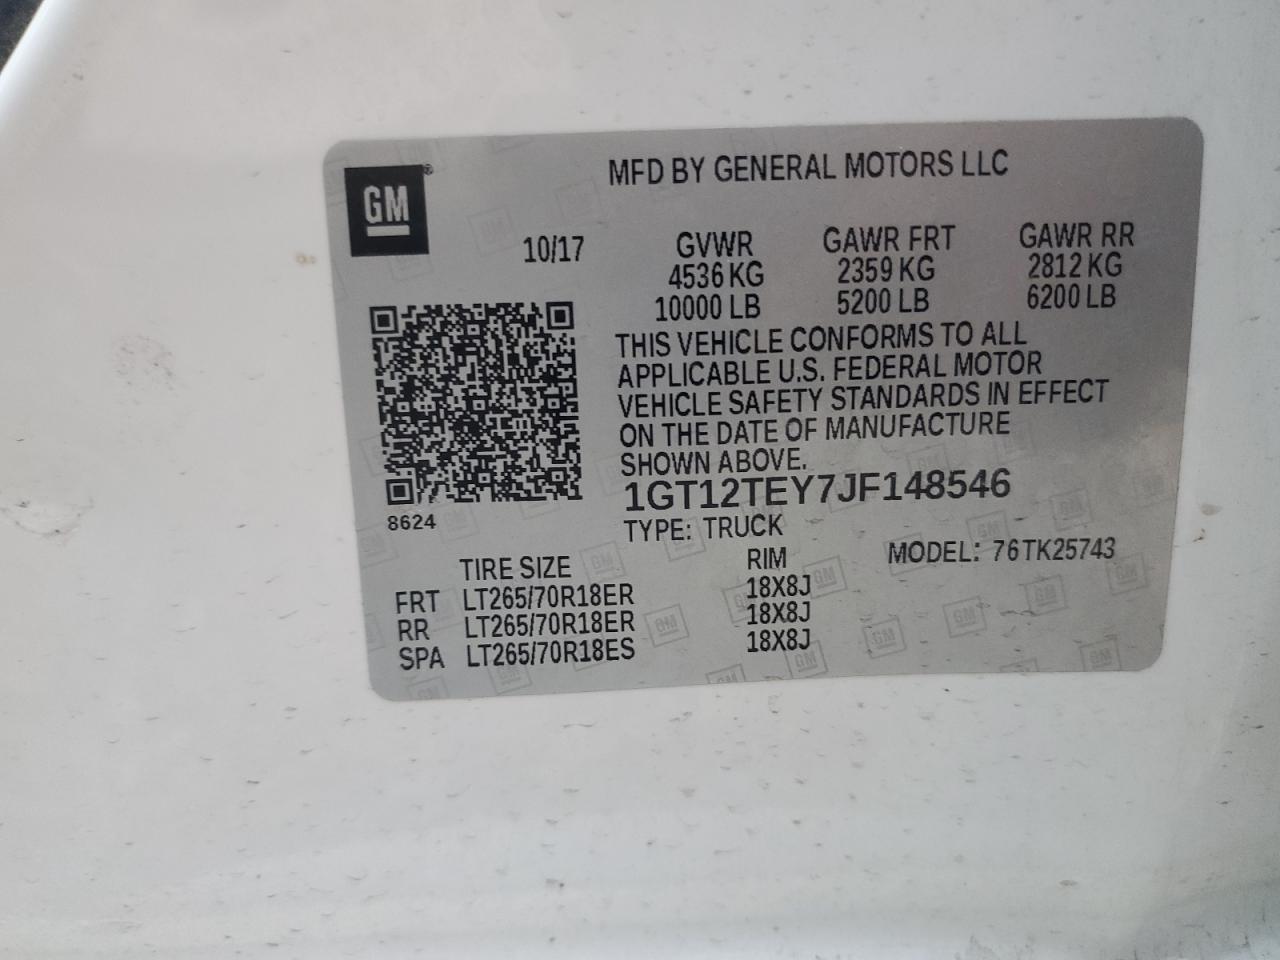 GM®
MFD BY GENERAL MOTORS LLC
10/17
GVWR GAWR FRT GAWR RR
4536 KG 2359 KG 2812 KG
10000 LB 5200 LB 6200 LB
THIS VEHICLE CONFORMS TO ALL
APPLICABLE U.S. FEDERAL MOTOR
VEHICLE SAFETY STANDARDS IN EFFECT
ON THE DATE OF MANUFACTURE
SHOWN ABOVE.
1GT12TEY7JF148546
8624
TYPE: TRUCK
MODEL: 76TK25743
TIRE SIZE RIM
FRT LT265/70R18ER 18X8J
RR LT265/70R18ER 18X8J
SPA LT265/70R18ES 18X8J